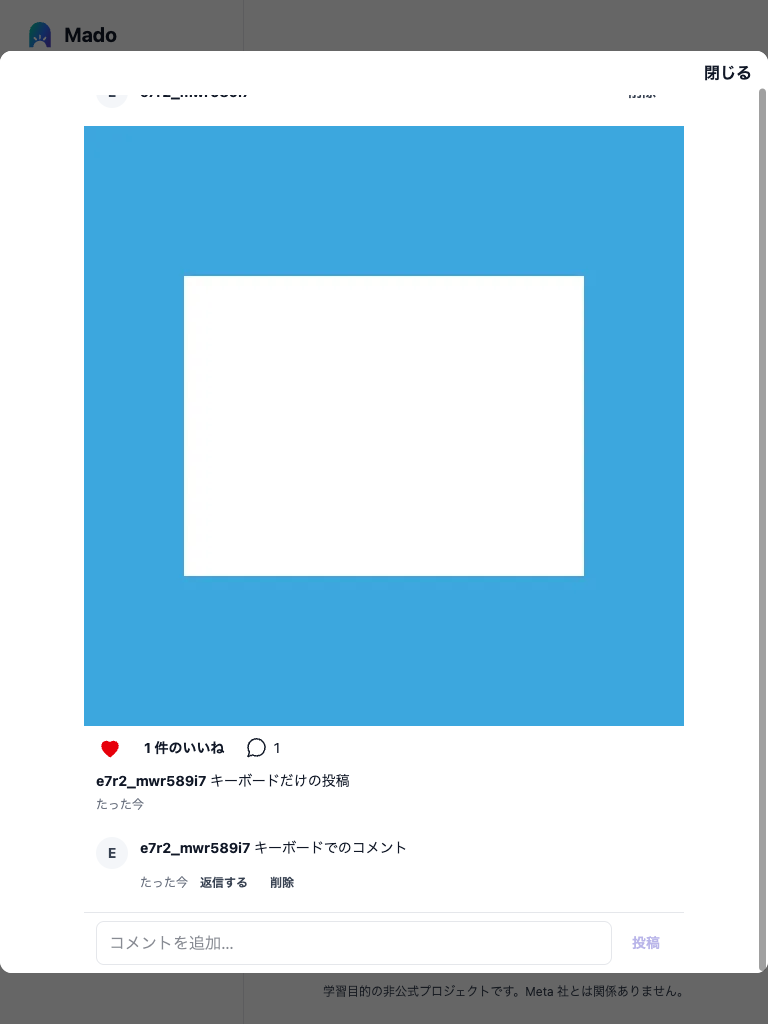 Mado
閉じる
1 件のいいね 1
e7r2_mwr589i7 キーボードだけの投稿
たった今
E e7r2_mwr589i7 キーボードでのコメント
たった今 返信する 削除
コメントを追加... 投稿
学習目的の非公式プロジェクトです。Meta 社とは関係ありません。